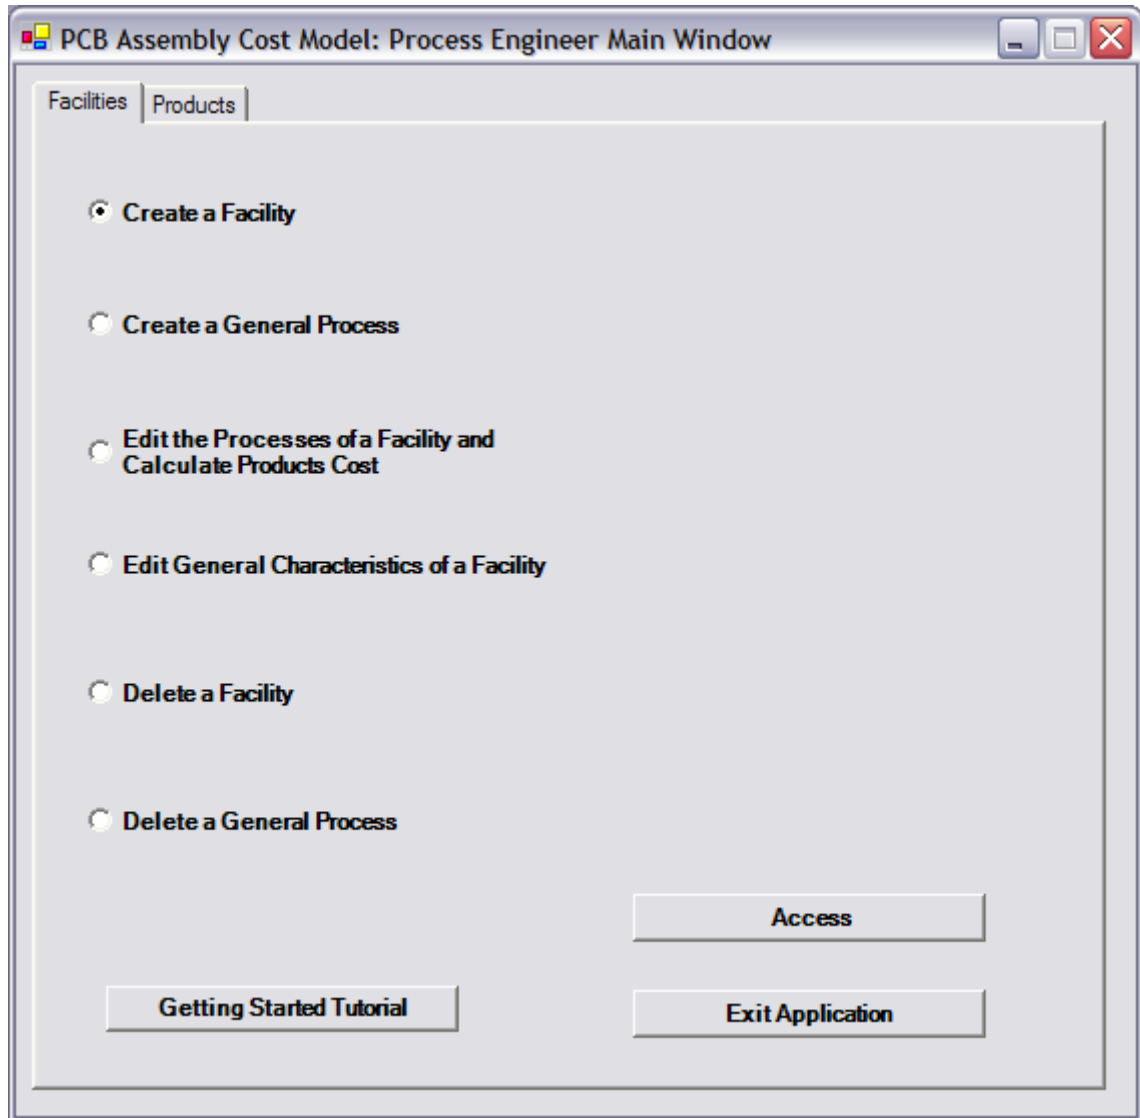 PCB Assembly Cost Model: Process Engineer Main Window
Facilities
Products
Create a Facility
Create a General Process
Edit the Processes of a Facility and
Calculate Products Cost
Edit General Characteristics of a Facility
Delete a Facility
Delete a General Process
Access
Getting Started Tutorial
Exit Application